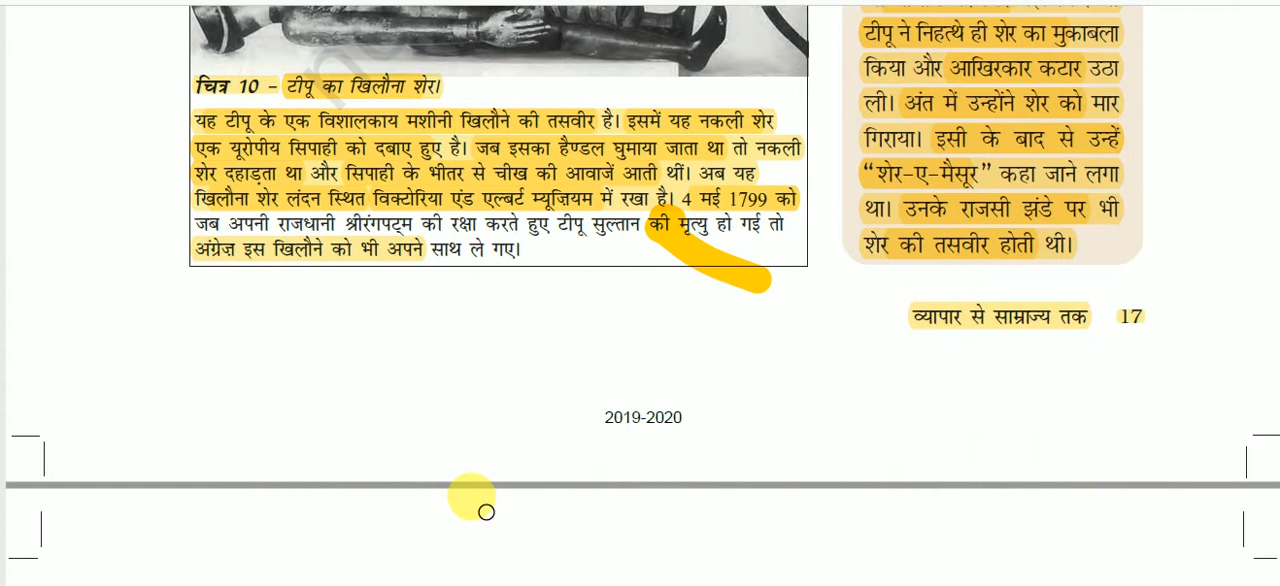 चित्र 10 – टीपू का खिलौना शेर।
यह टीपू के एक विशालकाय मशीनी खिलौने की तसवीर है। इसमें यह नकली शेर
एक यूरोपीय सिपाही को दबाए हुए है। जब इसका हैण्डल घुमाया जाता था तो नकली
शेर दहाड़ता था और सिपाही के भीतर से चीख की आवाजें आती थीं। अब यह
खिलौना शेर लंदन स्थित विक्टोरिया एंड एल्बर्ट म्यूज़ियम में रखा है। 4 मई 1799 को
जब अपनी राजधानी श्रीरंगपट्म की रक्षा करते हुए टीपू सुल्तान की मृत्यु हो गई तो
अंग्रेज़ इस खिलौने को भी अपने साथ ले गए।
टीपू ने निहत्थे ही शेर का मुकाबला
किया और आखिरकार कटार उठा
ली। अंत में उन्होंने शेर को मार
गिराया। इसी के बाद से उन्हें
“शेर-ए-मैसूर” कहा जाने लगा
था। उनके राजसी झंडे पर भी
शेर की तसवीर होती थी।
व्यापार से साम्राज्य तक 17
2019-2020